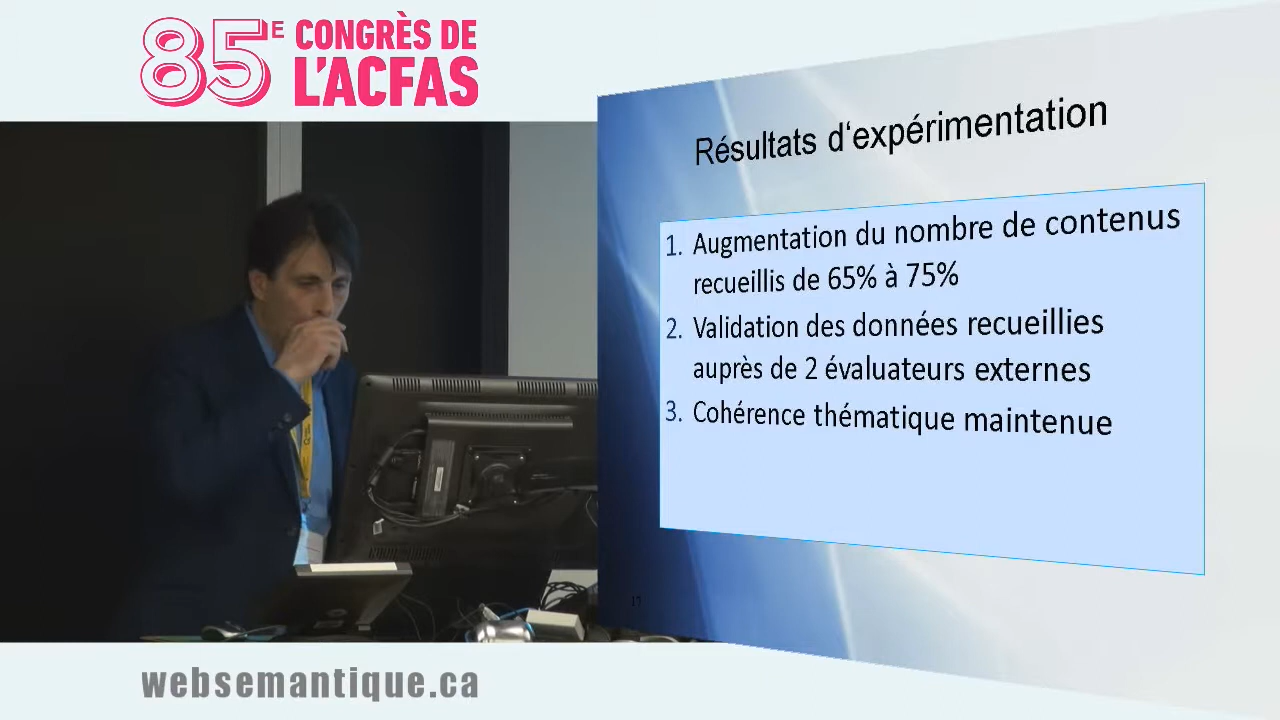 85E CONGRÈS DE
L'ACFAS
Résultats d‘expérimentation
1. Augmentation du nombre de contenus
recueillis de 65% à 75%
2. Validation des données recueillies
auprès de 2 évaluateurs externes
3. Cohérence thématique maintenue
websemantique.ca